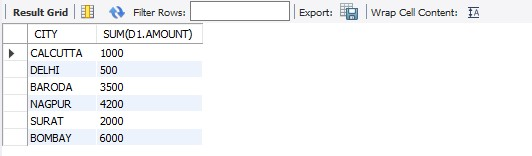 Result Grid Filter Rows: Export: Wrap Cell Content:
CITY SUM(D1.AMOUNT)
CALCUTTA 1000
DELHI 500
BARODA 3500
NAGPUR 4200
SURAT 2000
BOMBAY 6000